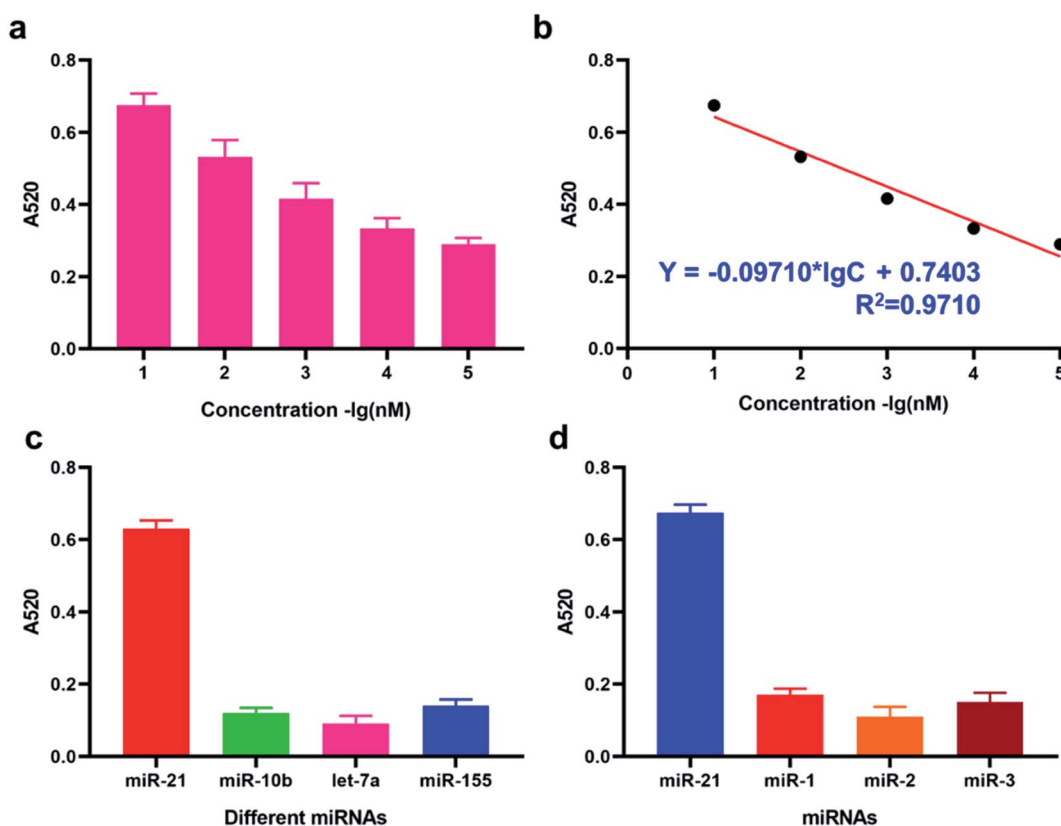 a
0.8
0.6
0.4
0.2
0.0
A520
1 2 3 4 5
Concentration -lg(nM)
b
0.8
0.6
0.4
0.2
0.0
A520
Y = -0.09710*lgC + 0.7403
R²=0.9710
0 1 2 3 4 5
Concentration -lg(nM)
c
0.8
0.6
0.4
0.2
0.0
A520
miR-21 miR-10b let-7a miR-155
Different miRNAs
d
0.8
0.6
0.4
0.2
0.0
A520
miR-21 miR-1 miR-2 miR-3
miRNAs